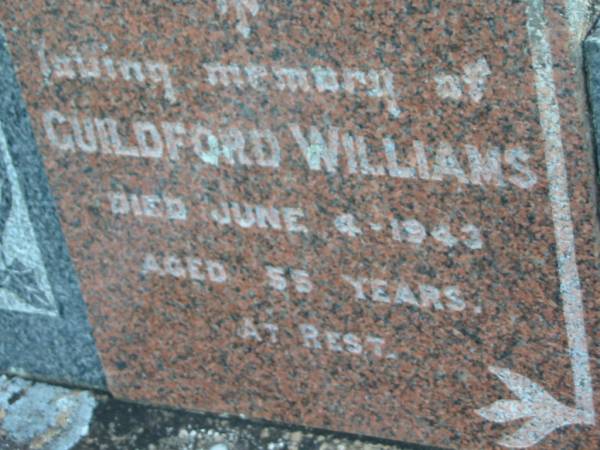 loving memory of
GUILDFORD WILLIAMS
DIED JUNE 4-1943
AGED 55 YEARS.
AT REST.